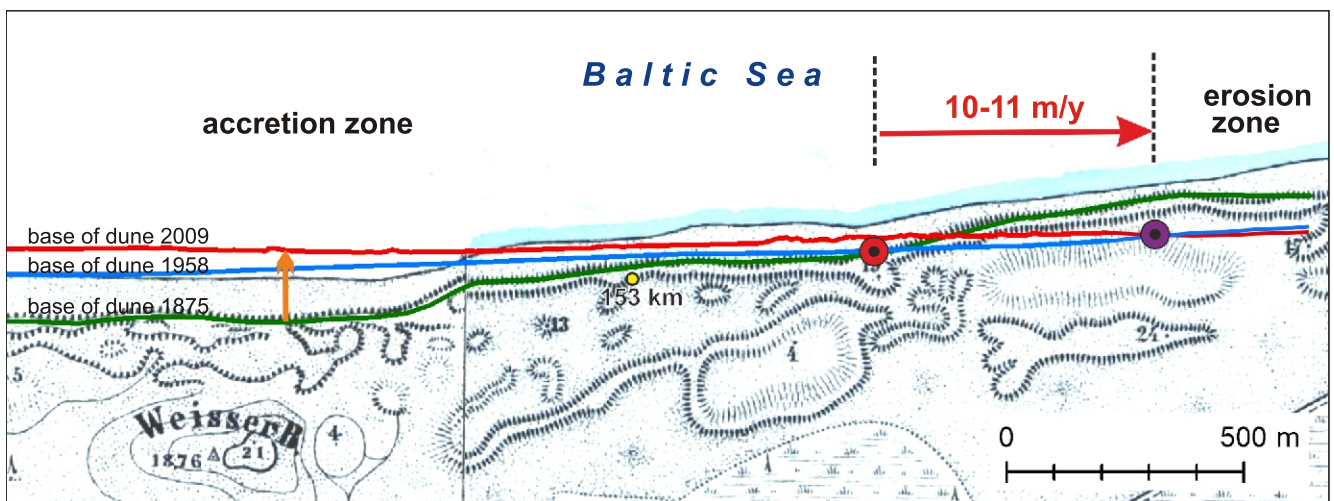 Baltic Sea
accretion zone
10-11 m/y
erosion
zone
base of dune 2009
base of dune 1958
base of dune 1875
153 km
13
5
4
24.
Weisser B
1876
21
4
0
500 m